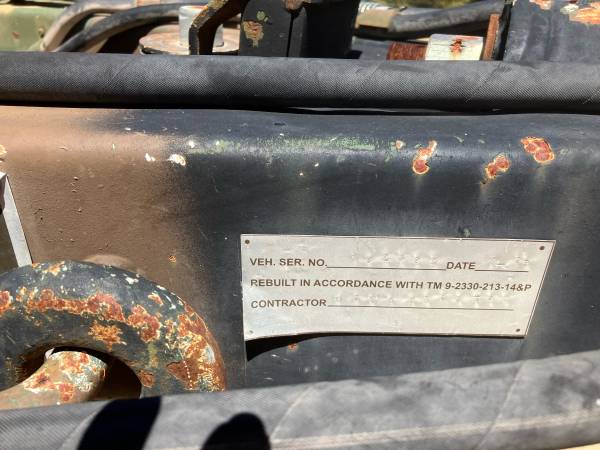 VEH. SER. NO. DATE
REBUILT IN ACCORDANCE WITH TM 9-2330-213-14&P
CONTRACTOR